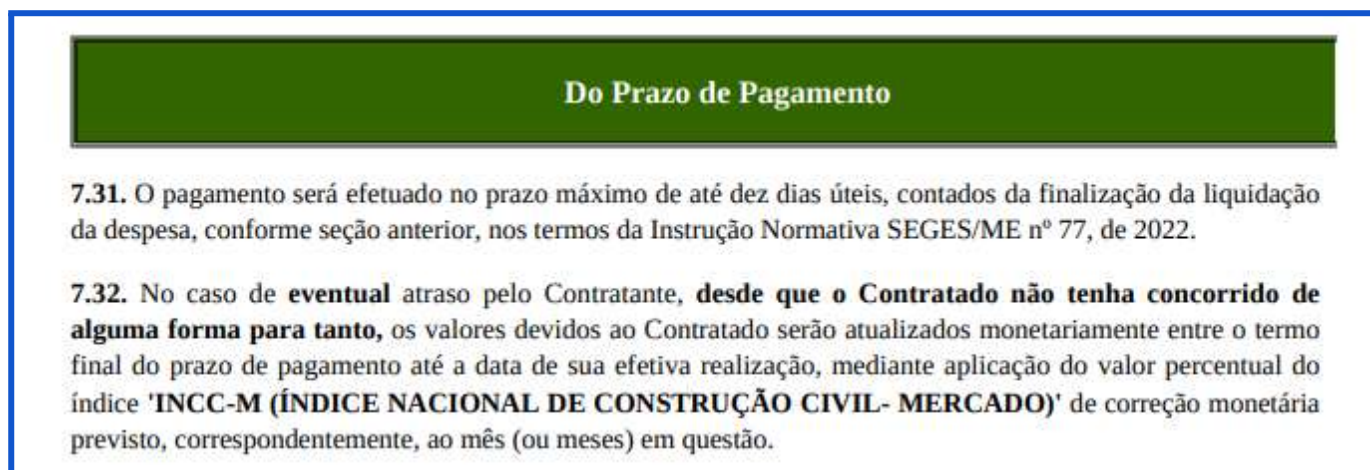 Do Prazo de Pagamento
7.31. O pagamento será efetuado no prazo máximo de até dez dias úteis, contados da finalização da liquidação
da despesa, conforme seção anterior, nos termos da Instrução Normativa SEGES/ME nº 77, de 2022.
7.32. No caso de eventual atraso pelo Contratante, desde que o Contratado não tenha concorrido de
alguma forma para tanto, os valores devidos ao Contratado serão atualizados monetariamente entre o termo
final do prazo de pagamento até a data de sua efetiva realização, mediante aplicação do valor percentual do
índice 'INCC-M (ÍNDICE NACIONAL DE CONSTRUÇÃO CIVIL- MERCADO)' de correção monetária
previsto, correspondentemente, ao mês (ou meses) em questão.